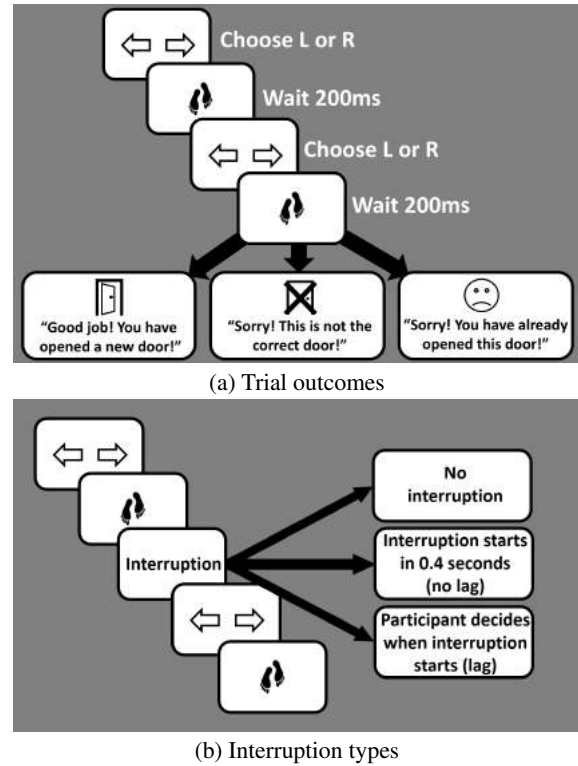 Choose L or R
Wait 200ms
Choose L or R
Wait 200ms
“Good job! You have
opened a new door!”
“Sorry! This is not the
correct door!”
“Sorry! You have already
opened this door!”
(a) Trial outcomes
Interruption
No
interruption
Interruption starts
in 0.4 seconds
(no lag)
Participant decides
when interruption
starts (lag)
(b) Interruption types